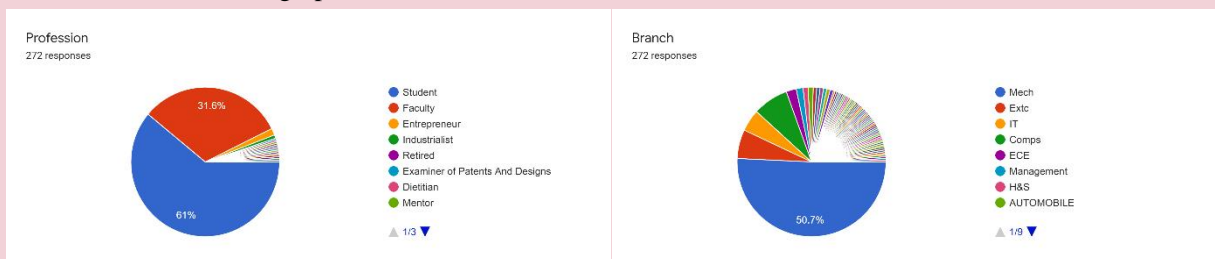 Profession
272 responses
31.6%
61%
Student
Faculty
Entrepreneur
Industrialist
Retired
Examiner of Patents And Designs
Dietitian
Mentor
1/3
Branch
272 responses
50.7%
Mech
Extc
IT
Comps
ECE
Management
H&S
AUTOMOBILE
1/9